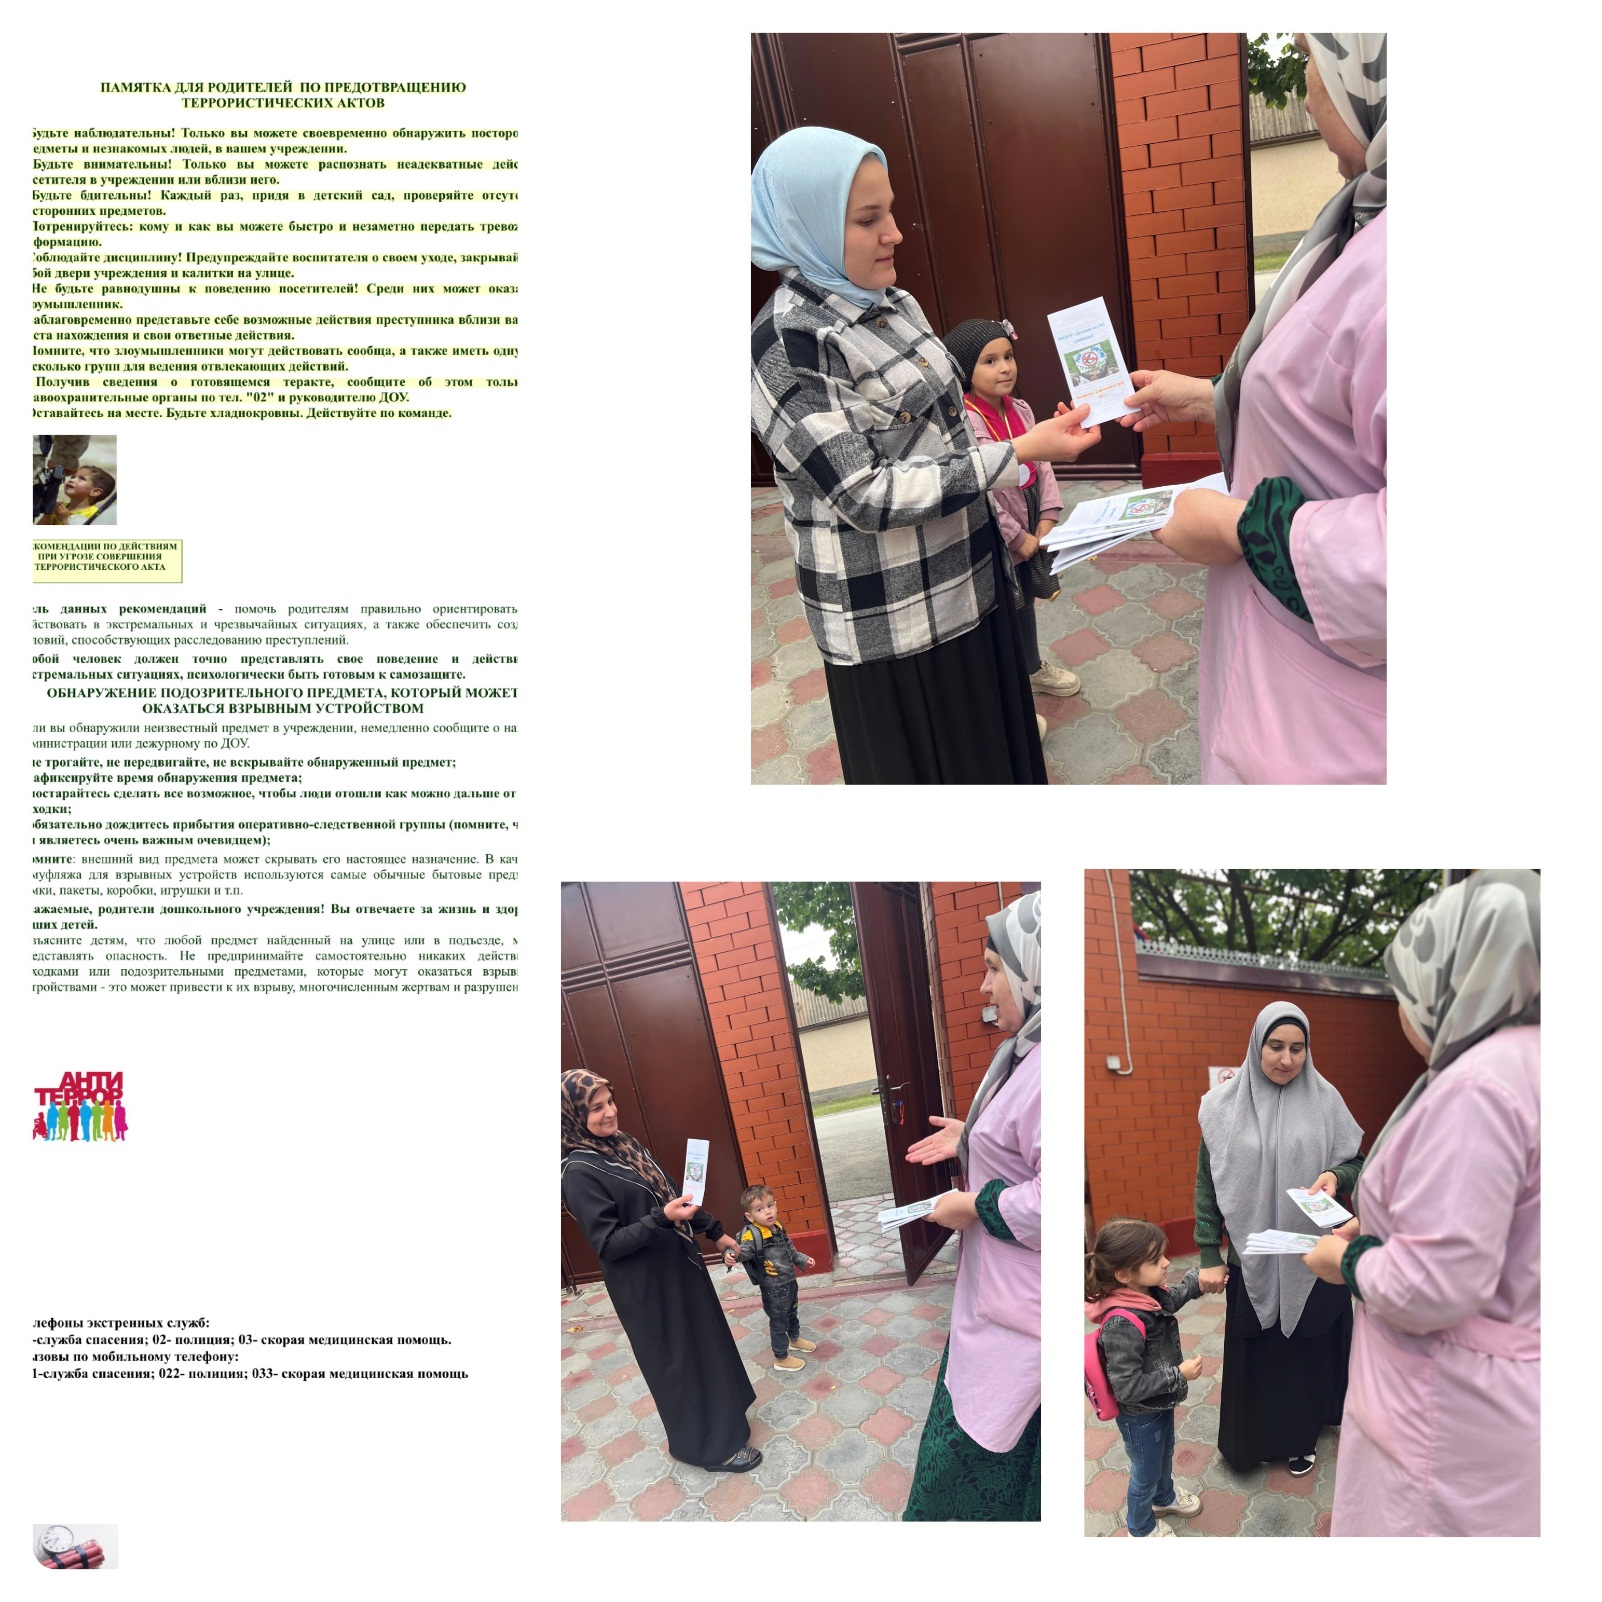 ПАМЯТКА ДЛЯ РОДИТЕЛЕЙ ПО ПРЕДОТВРАЩЕНИЮ
ТЕРРОРИСТИЧЕСКИХ АКТОВ
Будьте наблюдательны! Только вы можете своевременно обнаружить посторо
едметы и незнакомых людей, в вашем учреждении.
Будьте внимательны! Только вы можете распознать неадекватные дейс
сетителя в учреждении или вблизи него.
Будьте бдительны! Каждый раз, придя в детский сад, проверяйте отсут
сторонних предметов.
Потренируйтесь: кому и как вы можете быстро и незаметно передать тревож
формацию.
Соблюдайте дисциплину! Предупреждайте воспитателя о своем уходе, закрывай
бой двери учреждения и калитки на улице.
Не будьте равнодушны к поведению посетителей! Среди них может оказа
оумышленник.
аблаговременно представьте себе возможные действия преступника вблизи ва
ста нахождения и свои ответные действия.
Помните, что злоумышленники могут действовать сообща, а также иметь одну
сколько групп для ведения отвлекающих действий.
Получив сведения о готовящемся теракте, сообщите об этом толь
авоохранительные органы по тел. "02" и руководителю ДОУ.
Оставайтесь на месте. Будьте хладнокровны. Действуйте по команде.
КОМЕНДАЦИИ ПО ДЕЙСТВИЯМ
ПРИ УГРОЗЕ СОВЕРШЕНИЯ
ТЕРРОРИСТИЧЕСКОГО АКТА
ель данных рекомендаций - помочь родителям правильно ориентировать
йствовать в экстремальных и чрезвычайных ситуациях, а также обеспечить созд
ловий, способствующих расследованию преступлений.
юбой человек должен точно представлять свое поведение и действи
стремальных ситуациях, психологически быть готовым к самозащите.
ОБНАРУЖЕНИЕ ПОДОЗРИТЕЛЬНОГО ПРЕДМЕТА, КОТОРЫЙ МОЖЕТ
ОКАЗАТЬСЯ ВЗРЫВНЫМ УСТРОЙСТВОМ
ли вы обнаружили неизвестный предмет в учреждении, немедленно сообщите о на
министрации или дежурному по ДОУ.
не трогайте, не передвигайте, не вскрывайте обнаруженный предмет;
афиксируйте время обнаружения предмета;
постарайтесь сделать все возможное, чтобы люди отошли как можно дальше от
ходки;
обязательно дождитесь прибытия оперативно-следственной группы (помните, ч
ы являетесь очень важным очевидцем);
омните: внешний вид предмета может скрывать его настоящее назначение. В кач
муфляжа для взрывных устройств используются самые обычные бытовые пред
мки, пакеты, коробки, игрушки и т.п.
ажаемые, родители дошкольного учреждения! Вы отвечаете за жизнь и здор
ших детей.
зъясните детям, что любой предмет найденный на улице или в подъезде, м
едставлять опасность. Не предпринимайте самостоятельно никаких действи
ходками или подозрительными предметами, которые могут оказаться взрыв
тройствами - это может привести к их взрыву, многочисленным жертвам и разрушен
АНТИ
ТЕРРОР
лефоны экстренных служб:
-служба спасения; 02- полиция; 03- скорая медицинская помощь.
ызовы по мобильному телефону:
1-служба спасения; 022- полиция; 033- скорая медицинская помощь